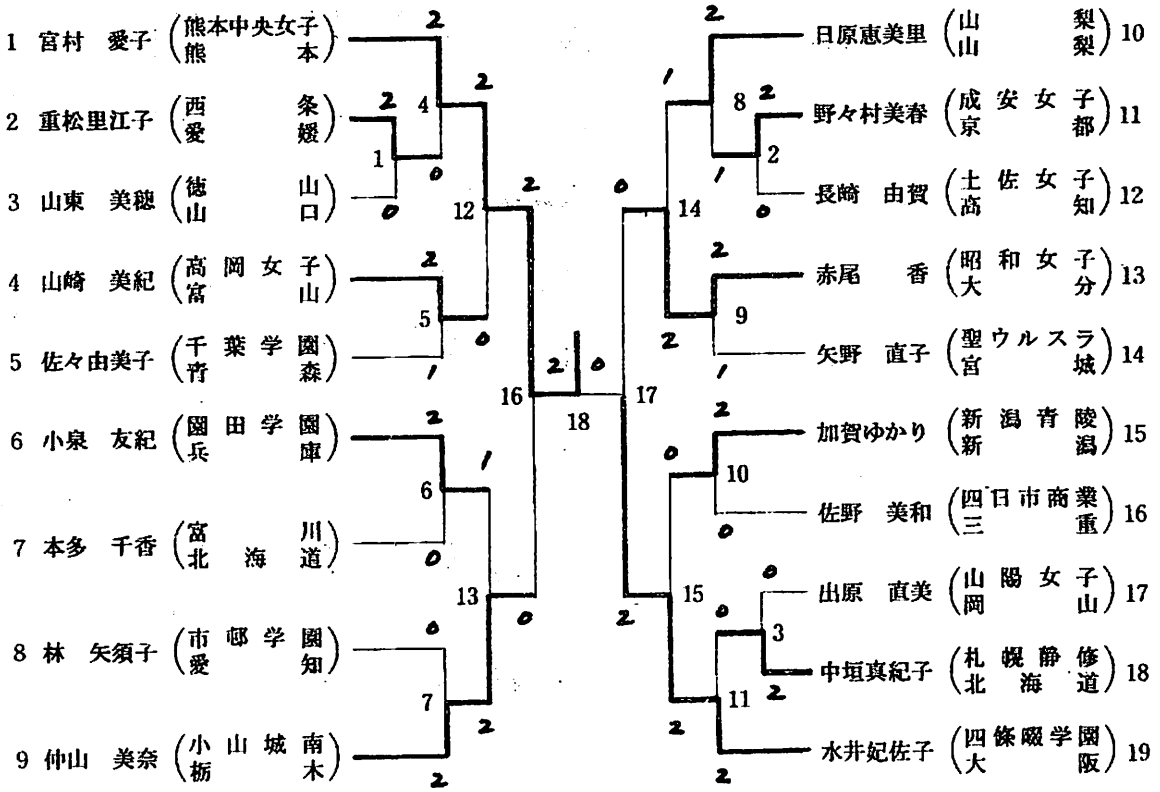 1 宮村 愛子 (熊本中央女子 熊本)
2 重松里江子 (西条 愛媛)
3 山東 美穂 (徳山 山口)
4 山崎 美紀 (高岡女子 富山)
5 佐々由美子 (千葉学園 青森)
6 小泉 友紀 (園田学園 兵庫)
7 本多 千香 (富川 北海道)
8 林 矢須子 (市邨学園 愛知)
9 仲山 美奈 (小山城南 栃木)
2
2 4
2
1 0
0
12
2
2
5 0
1
2
16
2
1
6
0
13
0
0
7
2
2
2 0
18
2
1
8
2
2
1
0
0
14
2
9
2
1
17
2
0
10
0
15
2
0
0
3
2
11
2
2
日原恵美里 (山梨 山梨) 10
野々村美春 (成安女子 京都) 11
長崎 由賀 (土佐女子 高知) 12
赤尾 香 (昭和女子 大分) 13
矢野 直子 (聖ウルスラ 宮城) 14
加賀ゆかり (新潟青陵 新潟) 15
佐野 美和 (四日市商業 三重) 16
出原 直美 (山陽女子 岡山) 17
中垣真紀子 (札幌静修 北海道) 18
水井妃佐子 (四條畷学園 大阪) 19